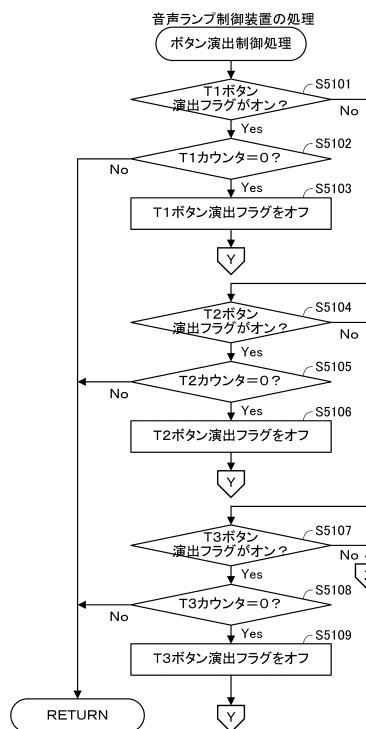 音声ランプ制御装置の処理
ボタン演出制御処理
S5101
T1ボタン
演出フラグがオン？
No
Yes
S5102
T1カウンタ＝0？
No
Yes
S5103
T1ボタン演出フラグをオフ
Y
S5104
T2ボタン
演出フラグがオン？
No
Yes
S5105
T2カウンタ＝0？
No
Yes
S5106
T2ボタン演出フラグをオフ
Y
S5107
T3ボタン
演出フラグがオン？
No
Yes
S5108
T3カウンタ＝0？
No
Yes
S5109
T3ボタン演出フラグをオフ
Y
RETURN